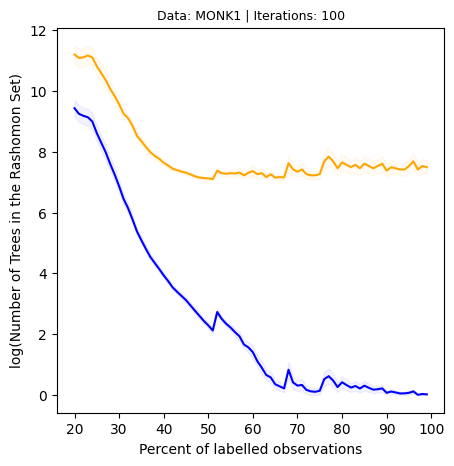 Data: MONK1 | Iterations: 100
log(Number of Trees in the Rashomon Set)
12
10
8
6
4
2
0
20 30 40 50 60 70 80 90 100
Percent of labelled observations